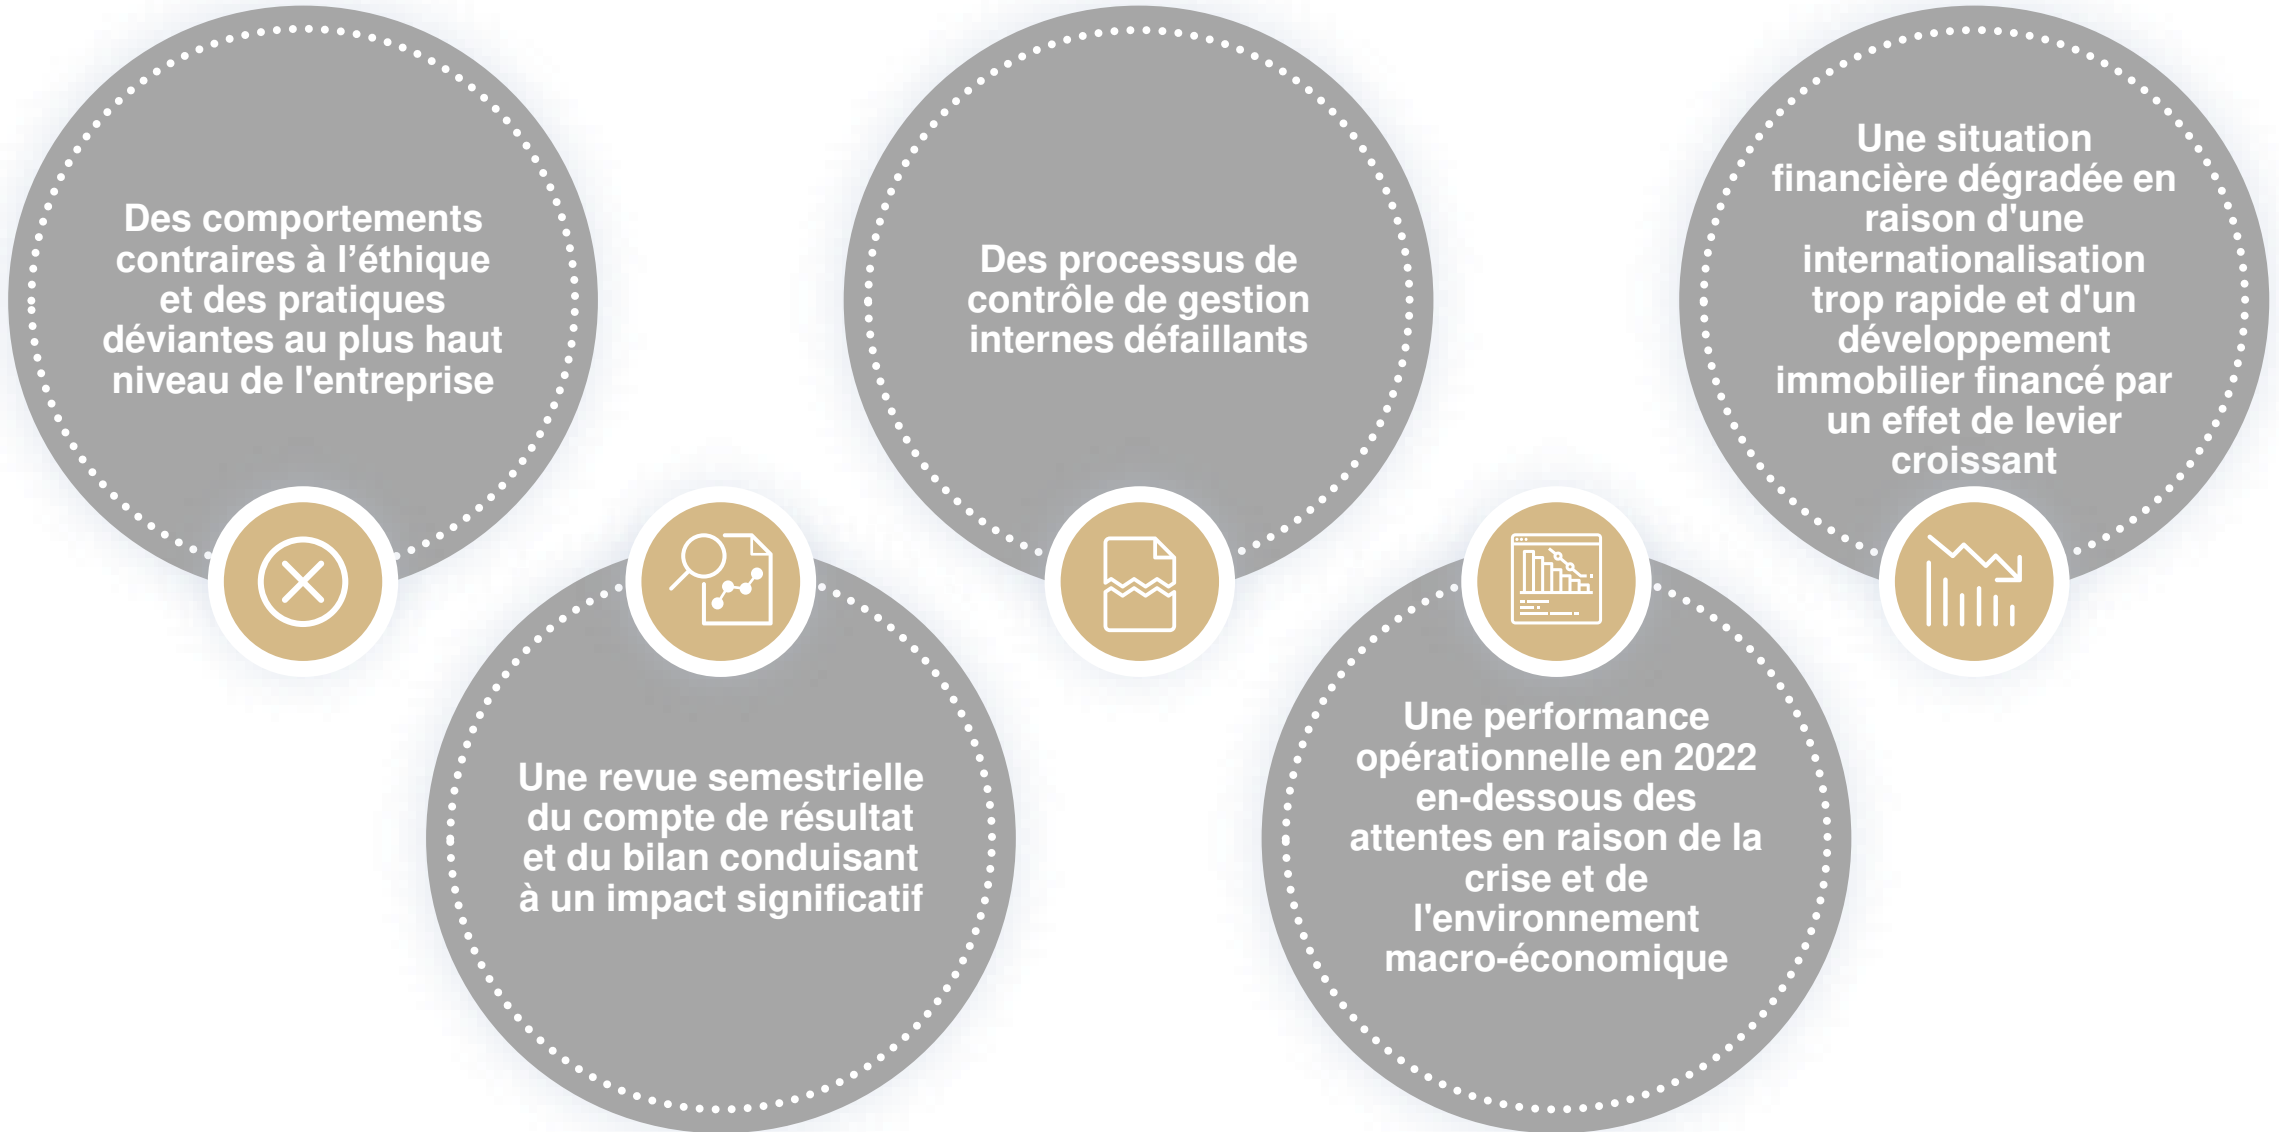 Des comportements
contraires à l’éthique
et des pratiques
déviantes au plus haut
niveau de l'entreprise
Une revue semestrielle
du compte de résultat
et du bilan conduisant
à un impact significatif
Des processus de
contrôle de gestion
internes défaillants
Une performance
opérationnelle en 2022
en-dessous des
attentes en raison de la
crise et de
l'environnement
macro-économique
Une situation
financière dégradée en
raison d'une
internationalisation
trop rapide et d'un
développement
immobilier financé par
un effet de levier
croissant